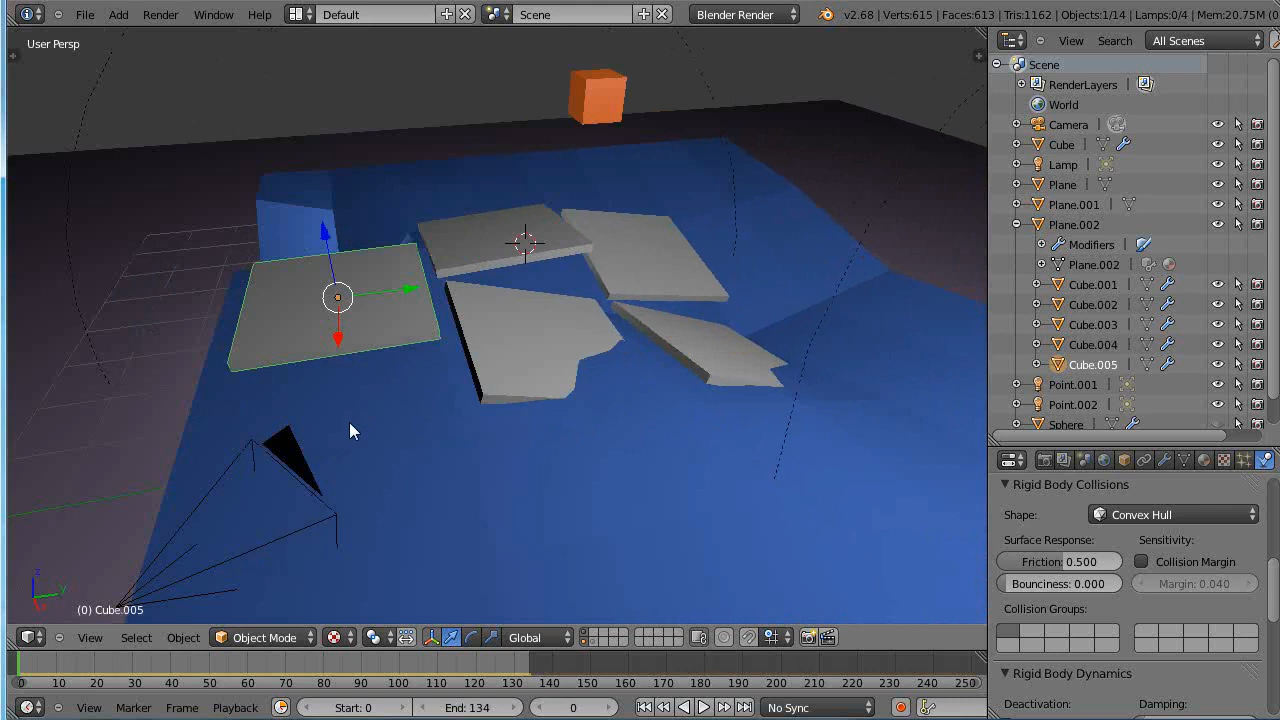 File Add Render Window Help Default Scene Blender Render v2.68 | Verts:615 | Faces:613 | Tris:1162 | Objects:1/14 | Lamps:0/4 | Mem:20.75M (0
User Persp
View Search All Scenes
Scene
RenderLayers
World
Camera
Cube
Lamp
Plane
Plane.001
Plane.002
Modifiers
Plane.002
Cube.001
Cube.002
Cube.003
Cube.004
Cube.005
Point.001
Point.002
Sphere
Rigid Body Collisions
Shape: Convex Hull
Surface Response: Sensitivity:
Friction: 0.500 Collision Margin
Bounciness: 0.000 Margin: 0.040
Collision Groups:
Rigid Body Dynamics
Deactivation: Damping:
z
y
(0) Cube.005
View Select Object Object Mode Global
0 10 20 30 40 50 60 70 80 90 100 110 120 130 140 150 160 170 180 190 200 210 220 230 240 250
View Marker Frame Playback Start: 0 End: 134 0 No Sync